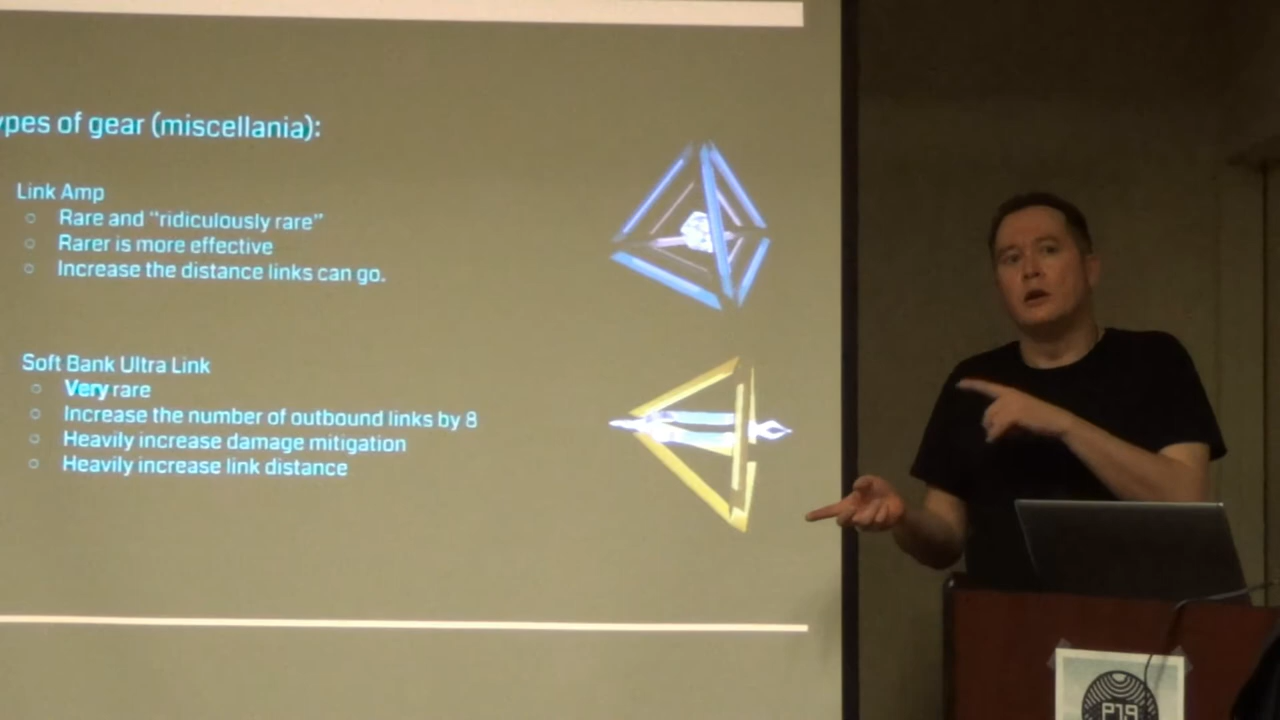 ypes of gear (miscellania):
Link Amp
○ Rare and “ridiculously rare”
○ Rarer is more effective
○ Increase the distance links can go.
Soft Bank Ultra Link
○ Very rare
○ Increase the number of outbound links by 8
○ Heavily increase damage mitigation
○ Heavily increase link distance
P19